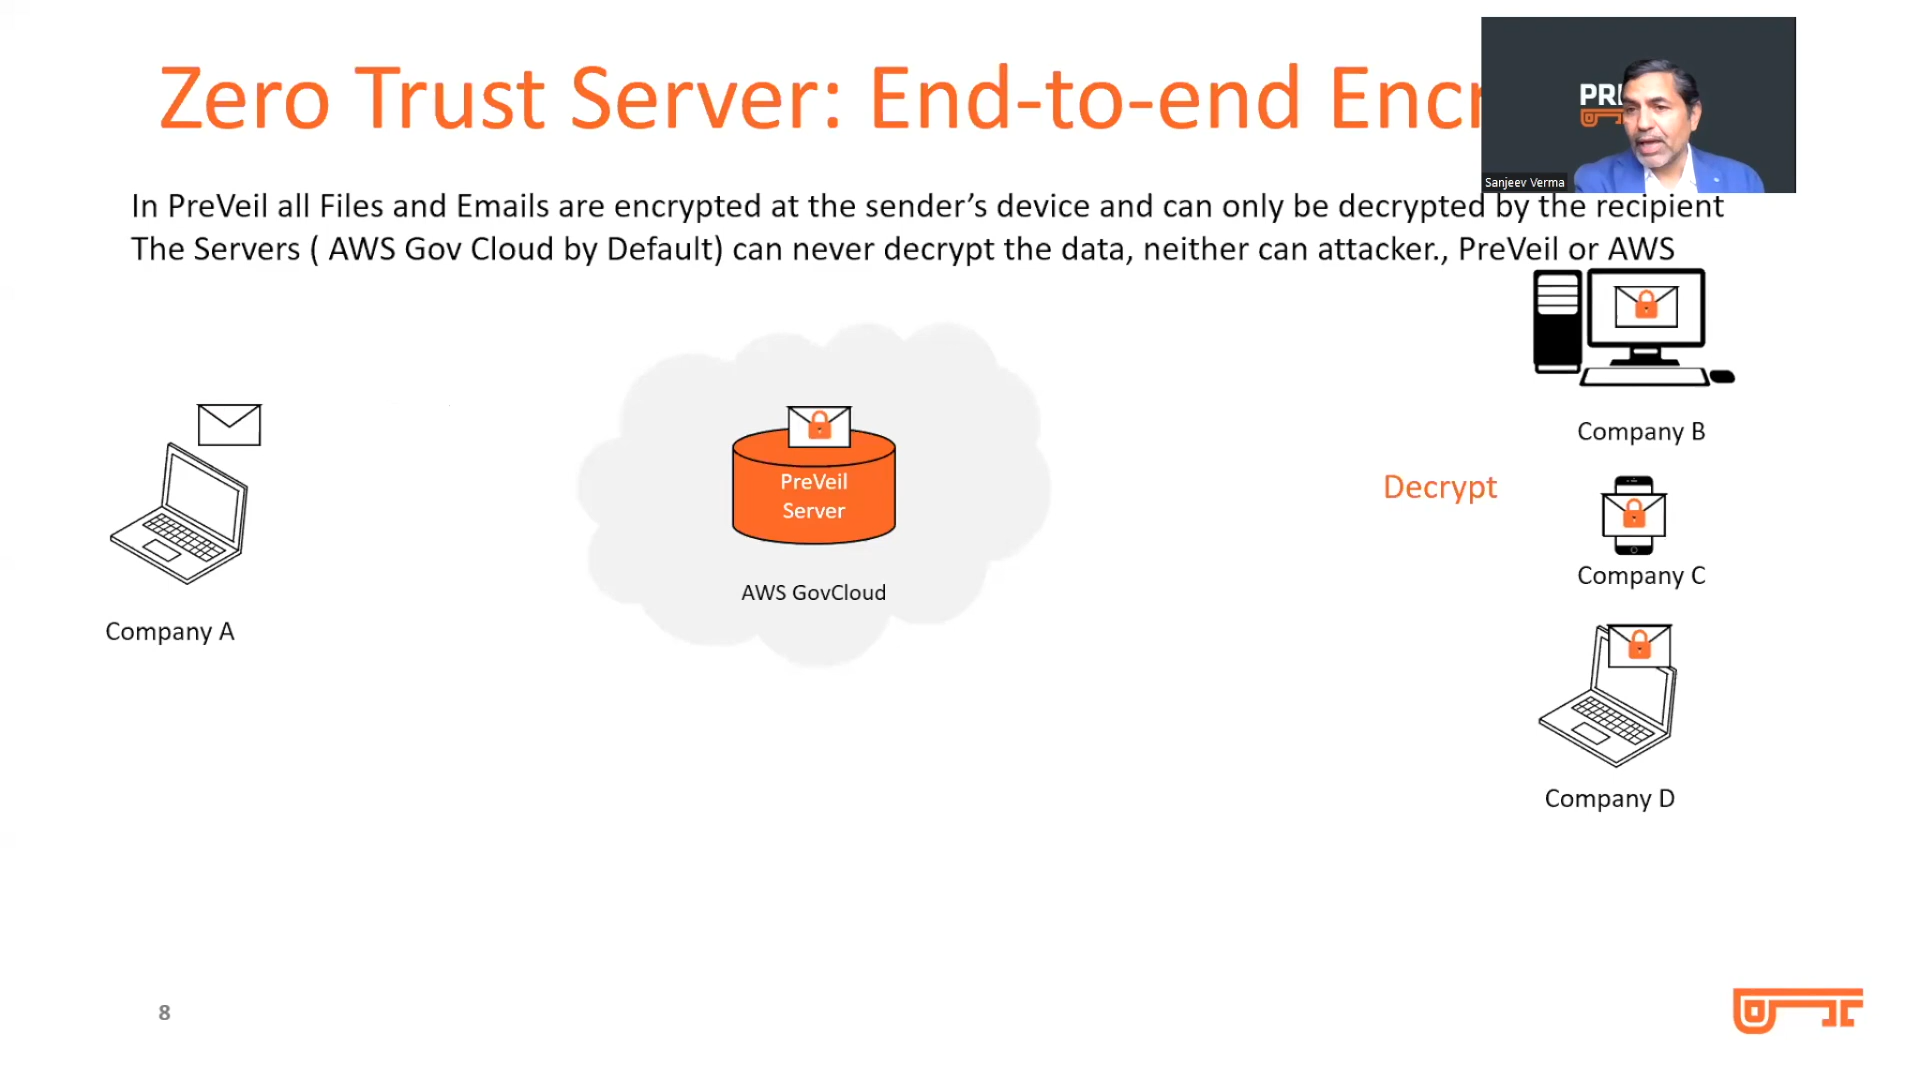 Zero Trust Server: End-to-end
Sanjeev Verma
In PreVeil all Files and Emails are encrypted at the sender's device and can only be decrypted by the recipient
The Servers ( AWS Gov Cloud by Default) can never decrypt the data, neither can attacker., PreVeil or AWS
Company B
PreVeil
Server
Decrypt
Company C
AWS GovCloud
Company A
Company D
8